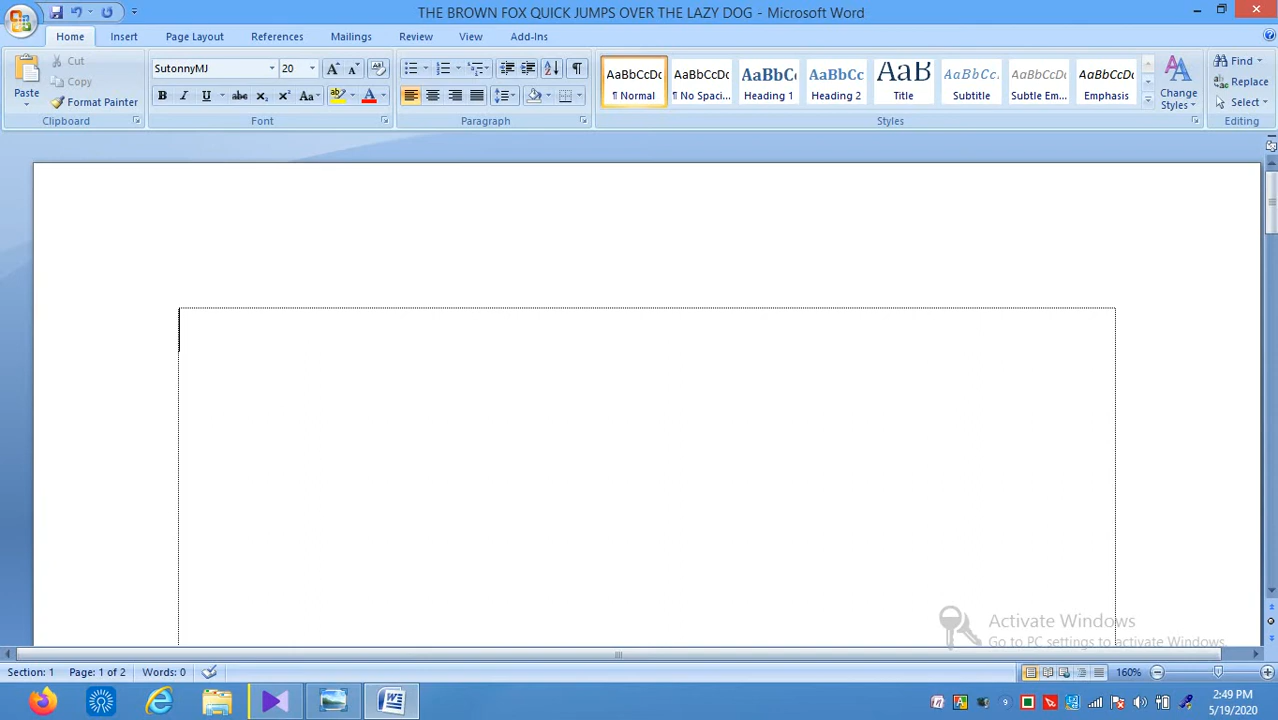 THE BROWN FOX QUICK JUMPS OVER THE LAZY DOG - Microsoft Word
Home Insert Page Layout References Mailings Review View Add-Ins
Paste
Cut
Copy
Format Painter
Clipboard
SutonnyMJ 20
B I U abc X₂ X² Aa
Font
Paragraph
AaBbCcDc AaBbCcDc AaBbC AaBbCc AaB AaBbCc. AaBbCcDc AaBbCcDc
¶ Normal ¶ No Spaci... Heading 1 Heading 2 Title Subtitle Subtle Em... Emphasis
Change
Styles
Styles
Find
Replace
Select
Editing
Activate Windows
Go to PC settings to activate Windows.
Section: 1 Page: 1 of 2 Words: 0 160%
2:49 PM
5/19/2020